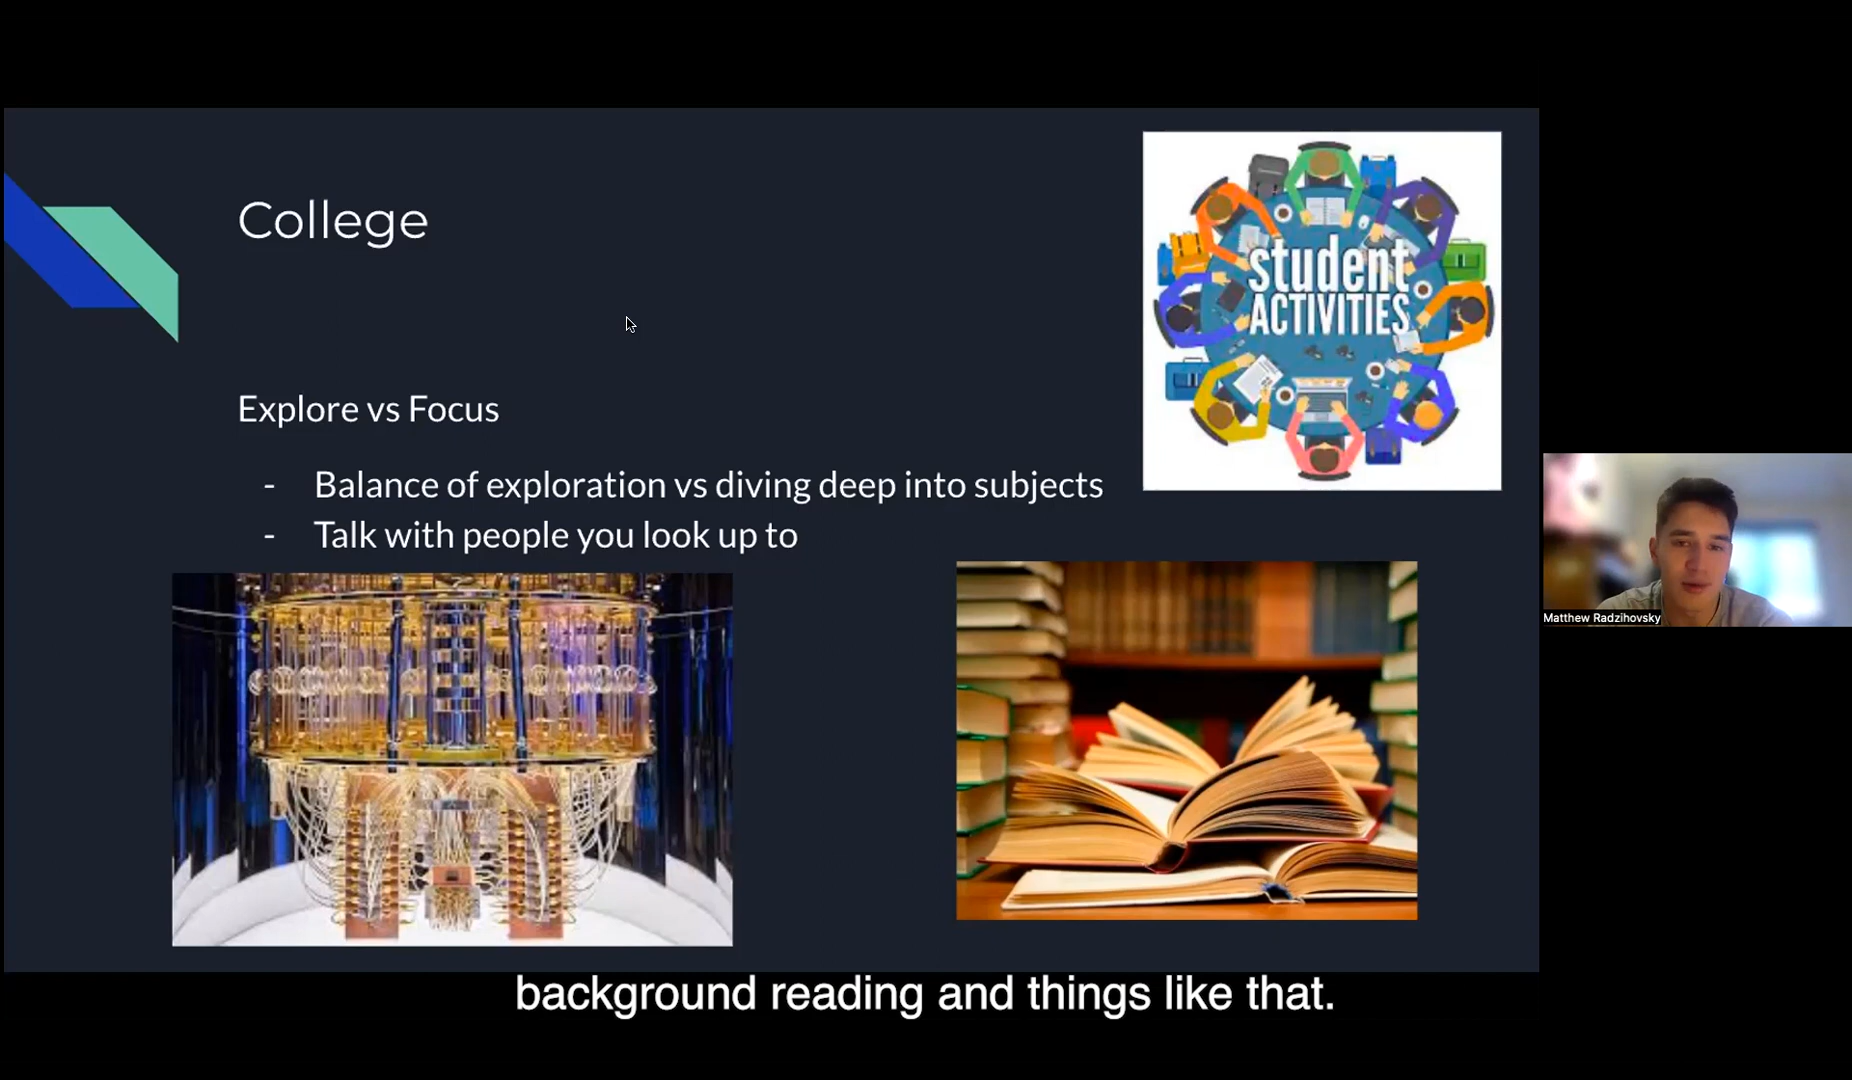 College
student
ACTIVITIES
Explore vs Focus
- Balance of exploration vs diving deep into subjects
- Talk with people you look up to
Matthew Radzihovsky
background reading and things like that.